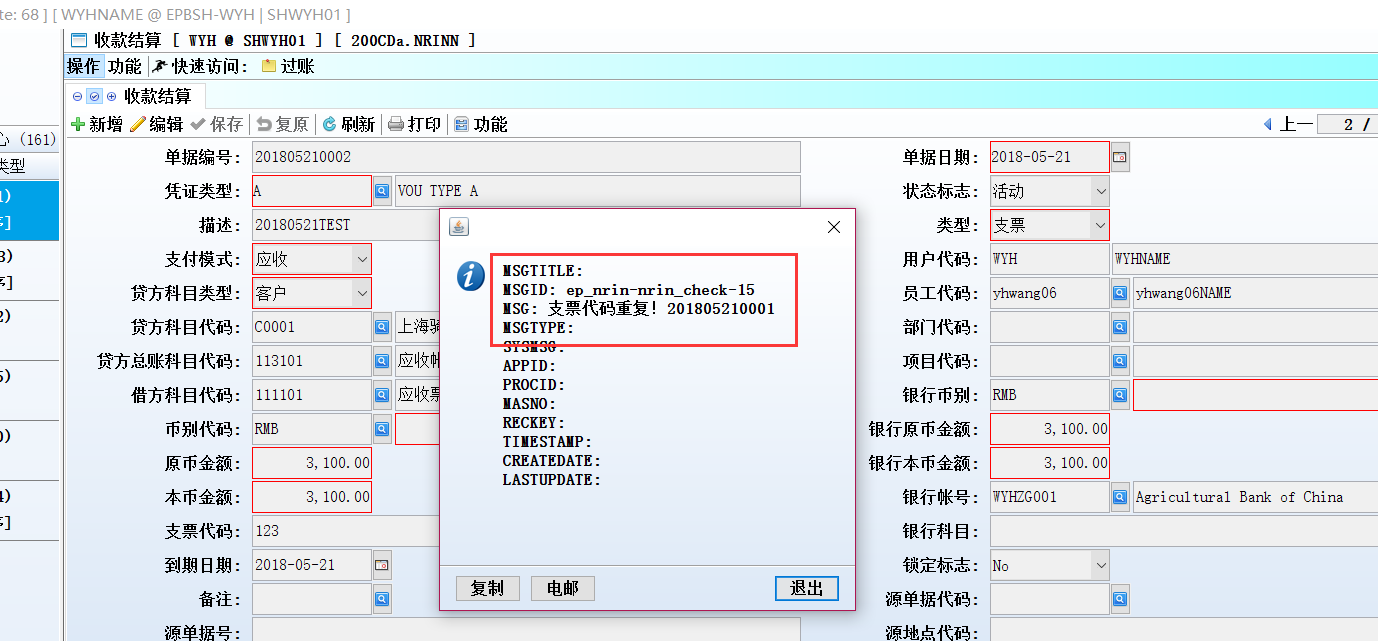 te: 68 ] [ WYHNAME @ EPBSH-WYH | SHWYH01 ]
收款结算 [ WYH @ SHWYH01 ] [ 200CDa.NRINN ]
操作 功能 快速访问: 过账
收款结算
新增 编辑 保存 复原 刷新 打印 功能 上一 2 /
(161)
类型
单据编号: 201805210002 单据日期: 2018-05-21
凭证类型: A VOU TYPE A 状态标志: 活动
描述: 20180521TEST 类型: 支票
支付模式: 应收 用户代码: WYH WYHNAME
贷方科目类型: 客户 员工代码: yhwang06 yhwang06NAME
贷方科目代码: C0001 上海 部门代码:
贷方总账科目代码: 113101 应收 项目代码:
借方科目代码: 111101 应收 银行币别: RMB
币别代码: RMB 银行原币金额: 3,100.00
原币金额: 3,100.00 银行本币金额: 3,100.00
本币金额: 3,100.00 银行帐号: WYHZG001 Agricultural Bank of China
支票代码: 123 银行科目:
到期日期: 2018-05-21 锁定标志: No
备注: 源单据代码:
源单据号: 源地点代码:
MSGTITLE:
MSGID: ep_nrin-nrin_check-15
MSG: 支票代码重复! 201805210001
MSGTYPE:
SYSMSG:
APPID:
PROCID:
MASNO:
RECKEY:
TIMESTAMP:
CREATEDATE:
LASTUPDATE:
复制 电邮 退出